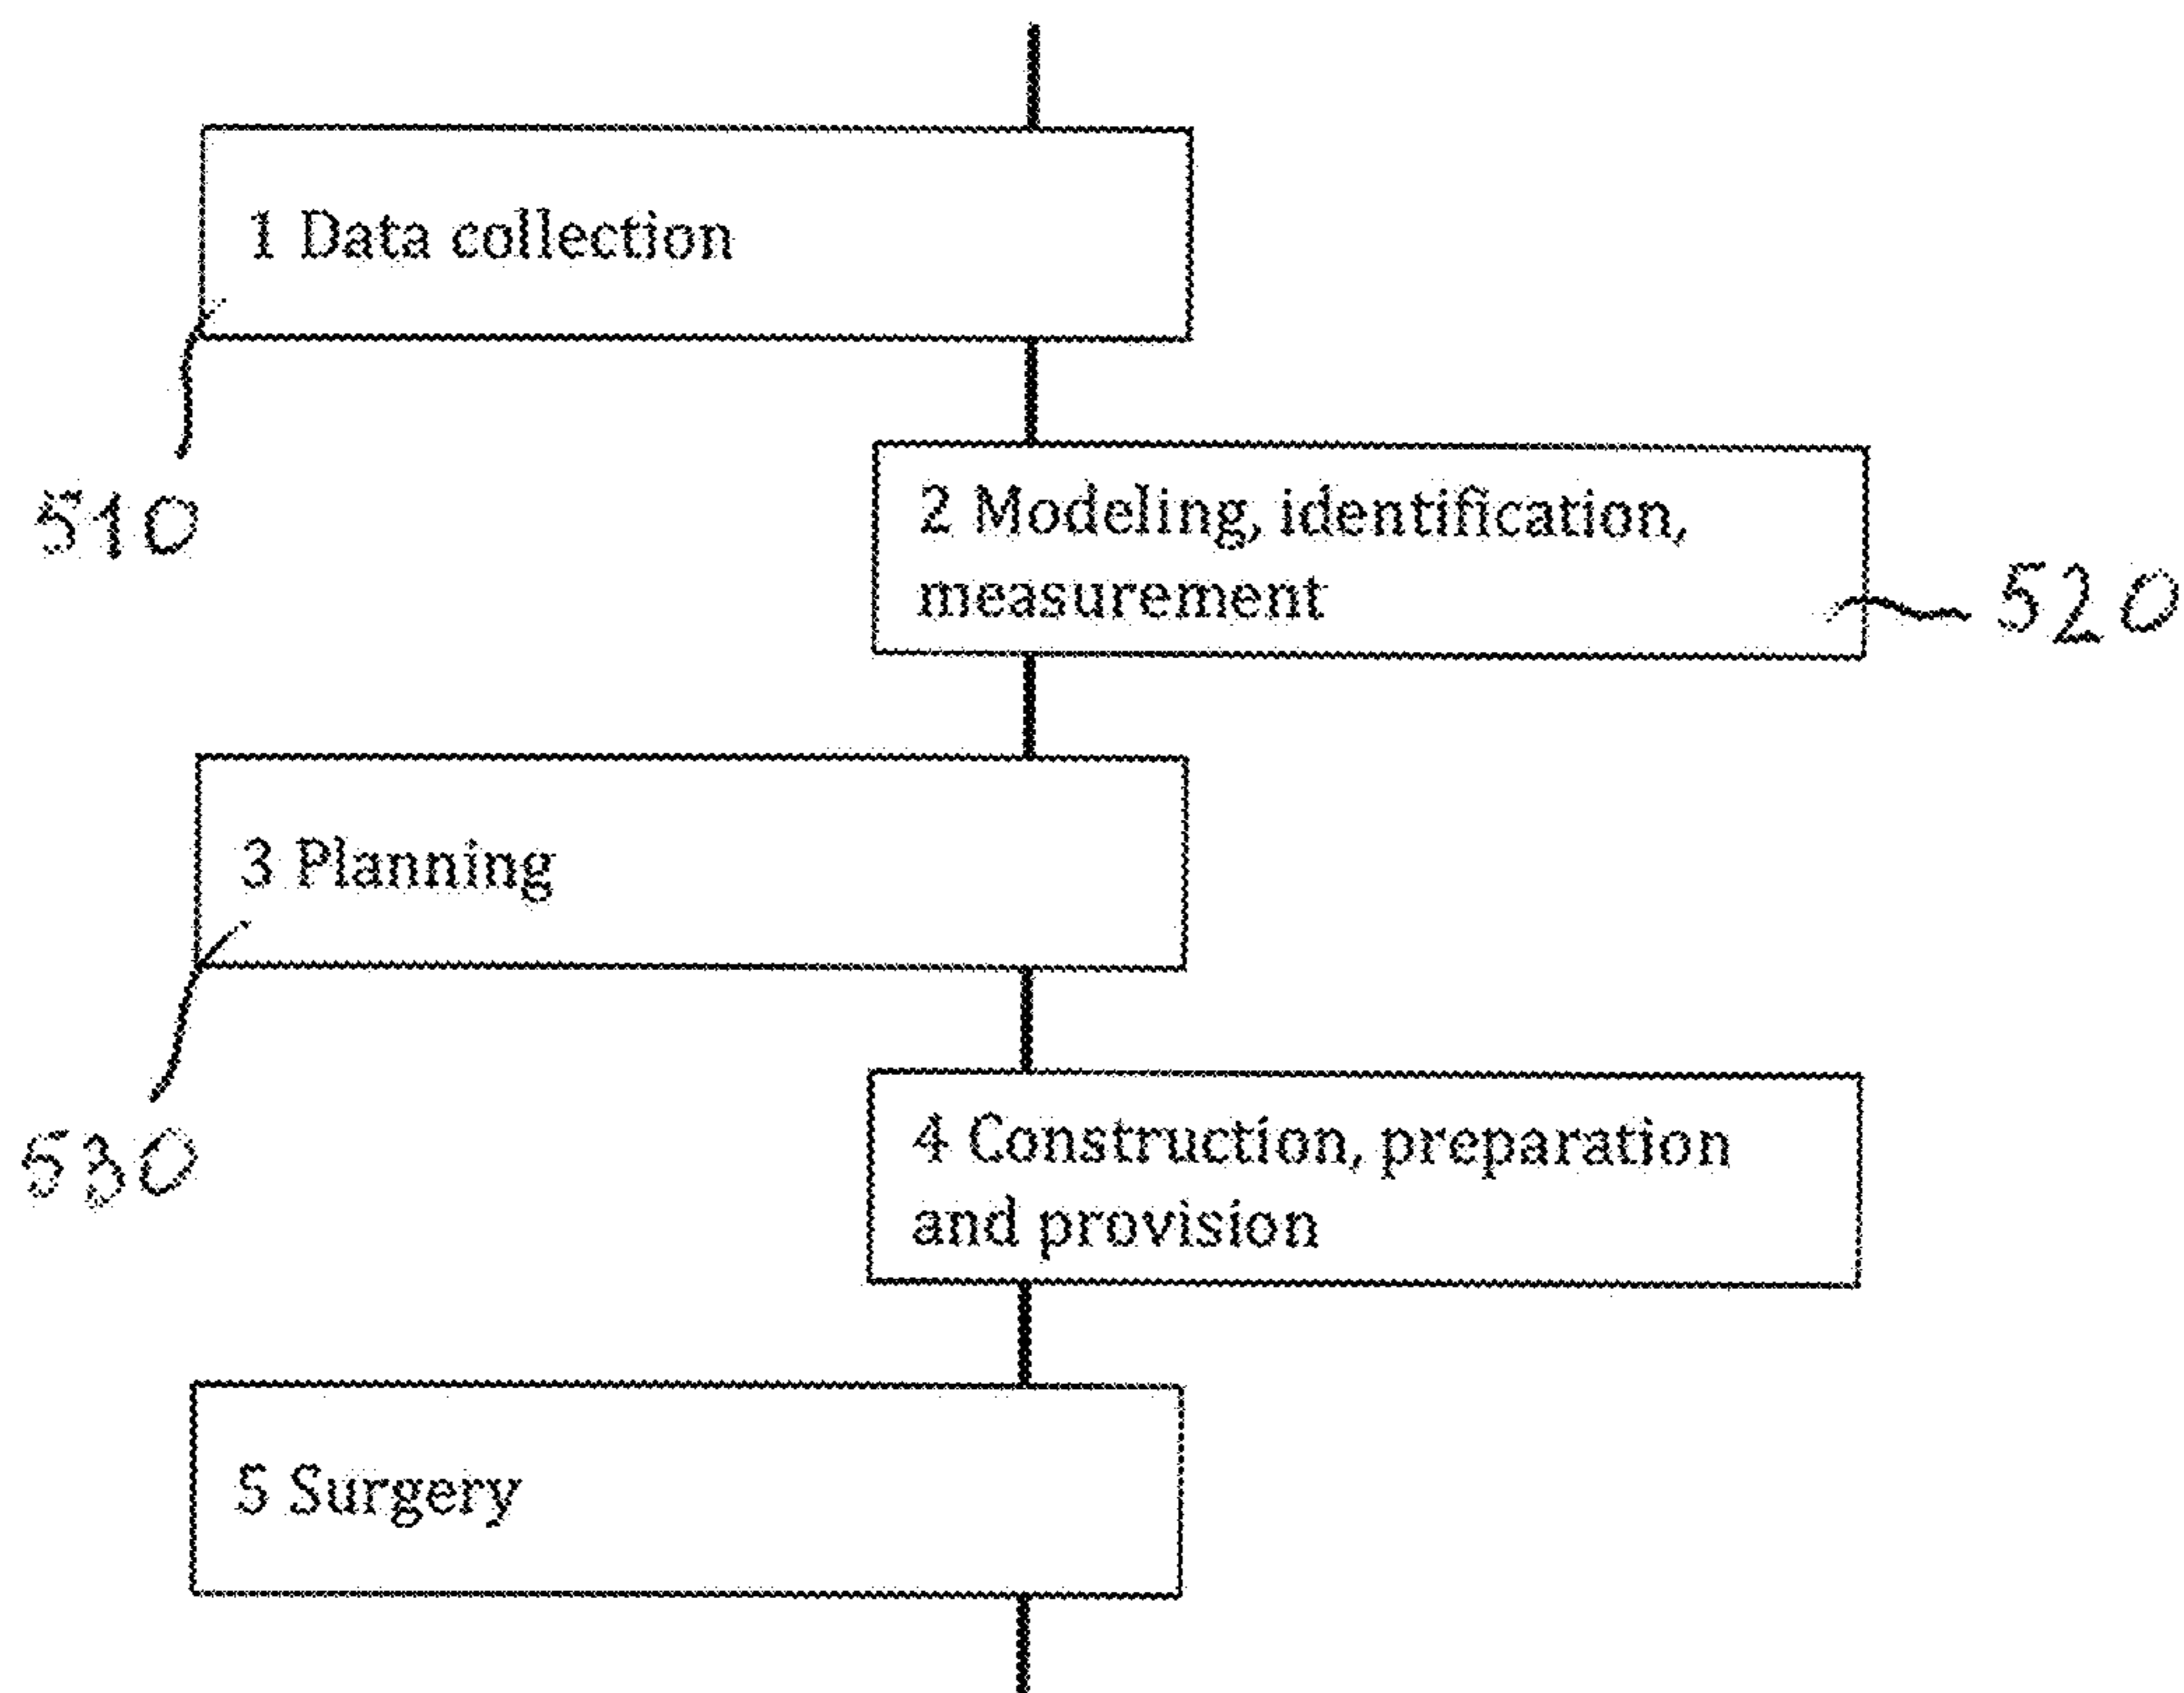 1 Data collection
510
2 Modeling, identification,
measurement
520
3 Planning
530
4 Construction, preparation
and provision
5 Surgery